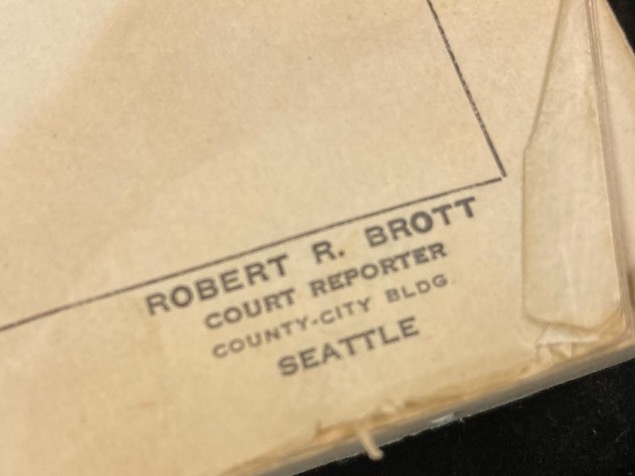 ROBERT R. BROTT
COURT REPORTER
COUNTY-CITY BLDG.
SEATTLE